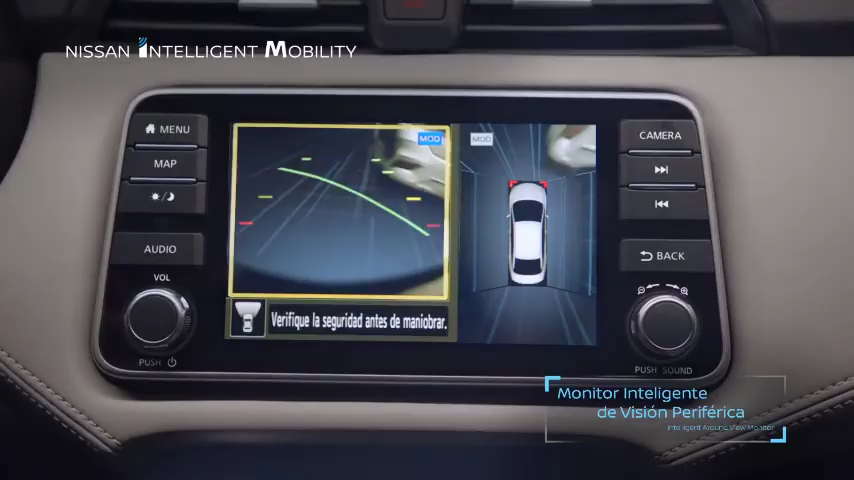 NISSAN INTELLIGENT MOBILITY
MENU
MAP
AUDIO
VOL
PUSH
MOD
MOD
Verifique la seguridad antes de maniobrar.
CAMERA
BACK
PUSH SOUND
Monitor Inteligente
de Visión Periférica
Intelligent Around View Monitor